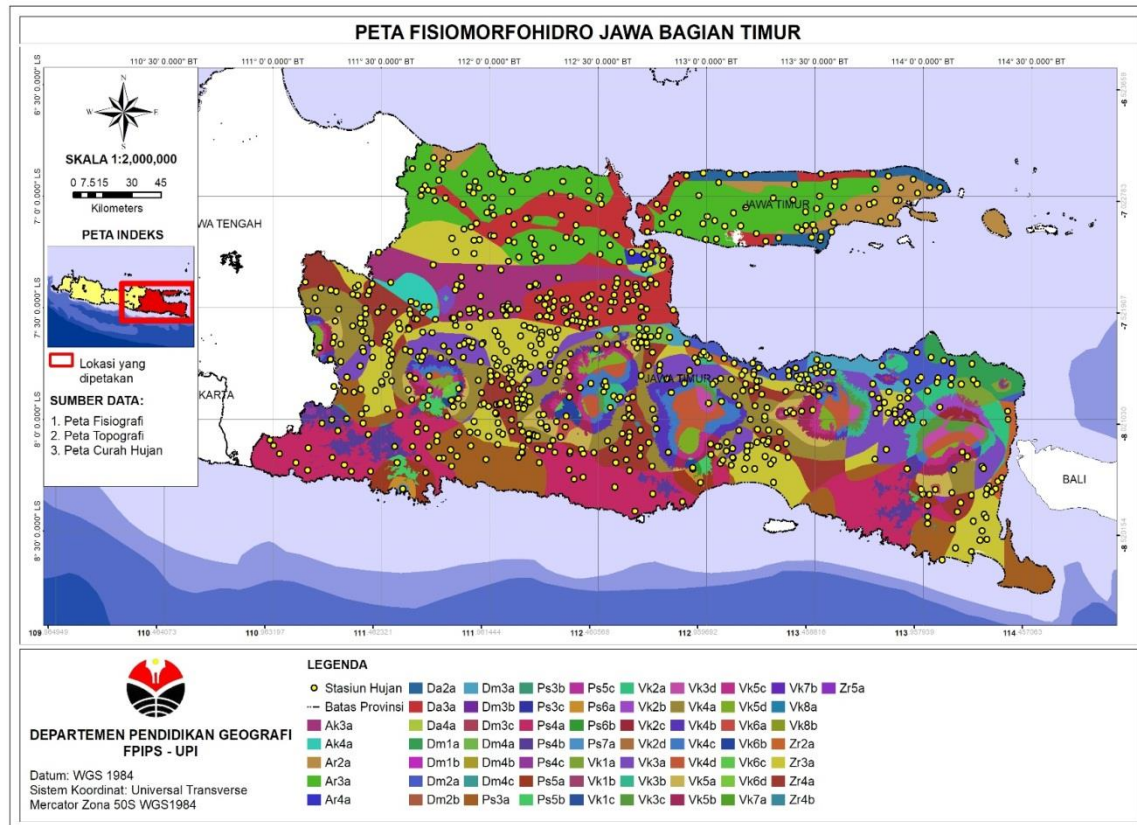 PETA FISIOMORFOHIDRO JAWA BAGIAN TIMUR
110° 30' 0.000" BT 111° 0' 0.000" BT 111° 30' 0.000" BT 112° 0' 0.000" BT 112° 30' 0.000" BT 113° 0' 0.000" BT 113° 30' 0.000" BT 114° 0' 0.000" BT 114° 30' 0.000" BT
6° 30' 0.000" LS
7° 0' 0.000" LS
7° 30' 0.000" LS
8° 0' 0.000" LS
8° 30' 0.000" LS
N
W E
S
SKALA 1:2,000,000
0 7.5 15 30 45
Kilometers
PETA INDEKS
Lokasi yang
dipetakan
SUMBER DATA:
1. Peta Fisiografi
2. Peta Topografi
3. Peta Curah Hujan
WA TENGAH
KARTA
JAWA TIMUR
JAWA TIMUR
BALI
LEGENDA
Stasiun Hujan Da2a Dm3a Ps3b Ps5c Vk2a Vk3d Vk5c Vk7b Zr5a
Batas Provinsi Da3a Dm3b Ps3c Ps6a Vk2b Vk4a Vk5d Vk8a
Ak3a Da4a Dm3c Ps4a Ps6b Vk2c Vk4b Vk6a Vk8b
Ak4a Dm1a Dm4a Ps4b Ps7a Vk2d Vk4c Vk6b Zr2a
Ar2a Dm1b Dm4b Ps4c Vk1a Vk3a Vk4d Vk6c Zr3a
Ar3a Dm2a Dm4c Ps5a Vk1b Vk3b Vk5a Vk6d Zr4a
Ar4a Dm2b Ps3a Ps5b Vk1c Vk3c Vk5b Vk7a Zr4b
DEPARTEMEN PENDIDIKAN GEOGRAFI
FPIPS - UPI
Datum: WGS 1984
Sistem Koordinat: Universal Transverse
Mercator Zona 50S WGS1984